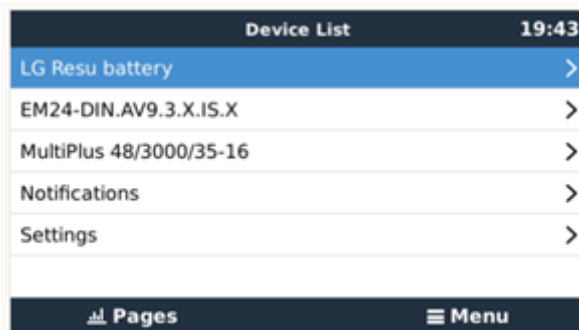 Device List 19:43
LG Resu battery
EM24-DIN.AV9.3.X.IS.X
MultiPlus 48/3000/35-16
Notifications
Settings
Pages Menu